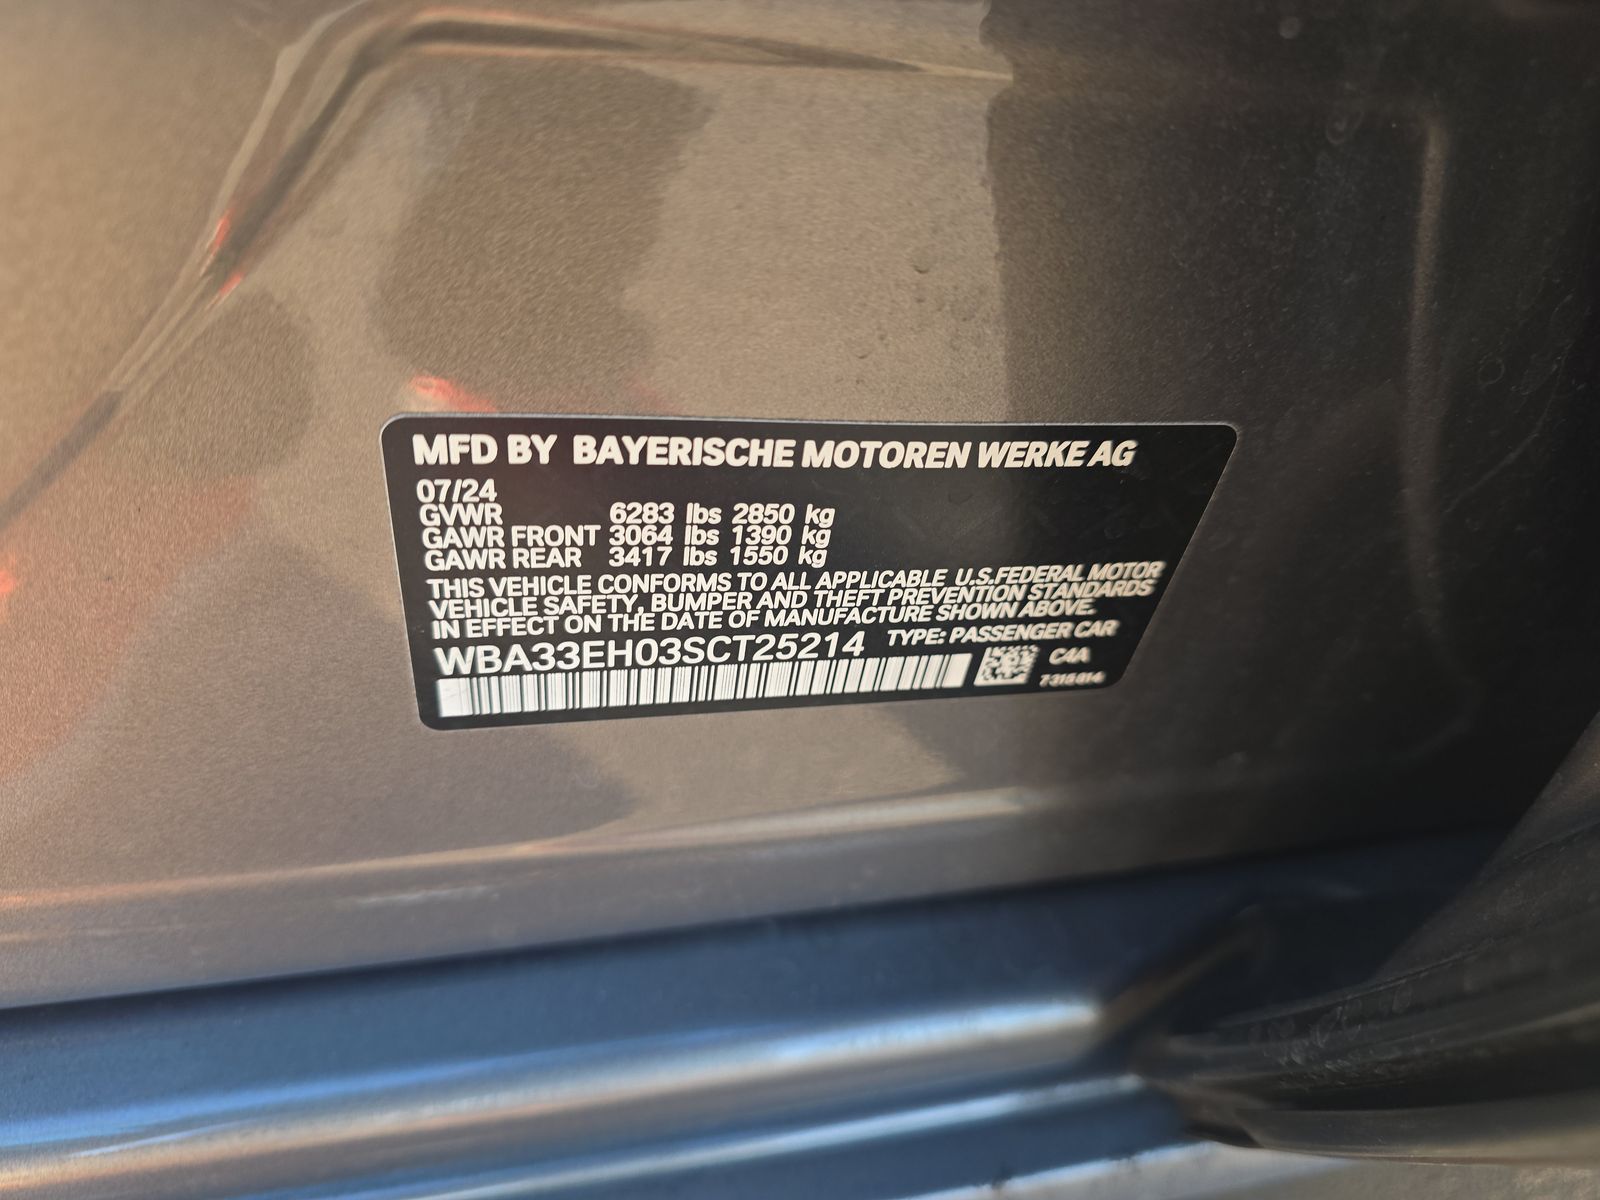 MFD BY BAYERISCHE MOTOREN WERKE AG
07/24
GVWR 6283 lbs 2850 kg
GAWR FRONT 3064 lbs 1390 kg
GAWR REAR 3417 lbs 1550 kg
THIS VEHICLE CONFORMS TO ALL APPLICABLE U.S.FEDERAL MOTOR
VEHICLE SAFETY, BUMPER AND THEFT PREVENTION STANDARDS
IN EFFECT ON THE DATE OF MANUFACTURE SHOWN ABOVE.
WBA33EH03SCT25214 TYPE: PASSENGER CAR
C4A